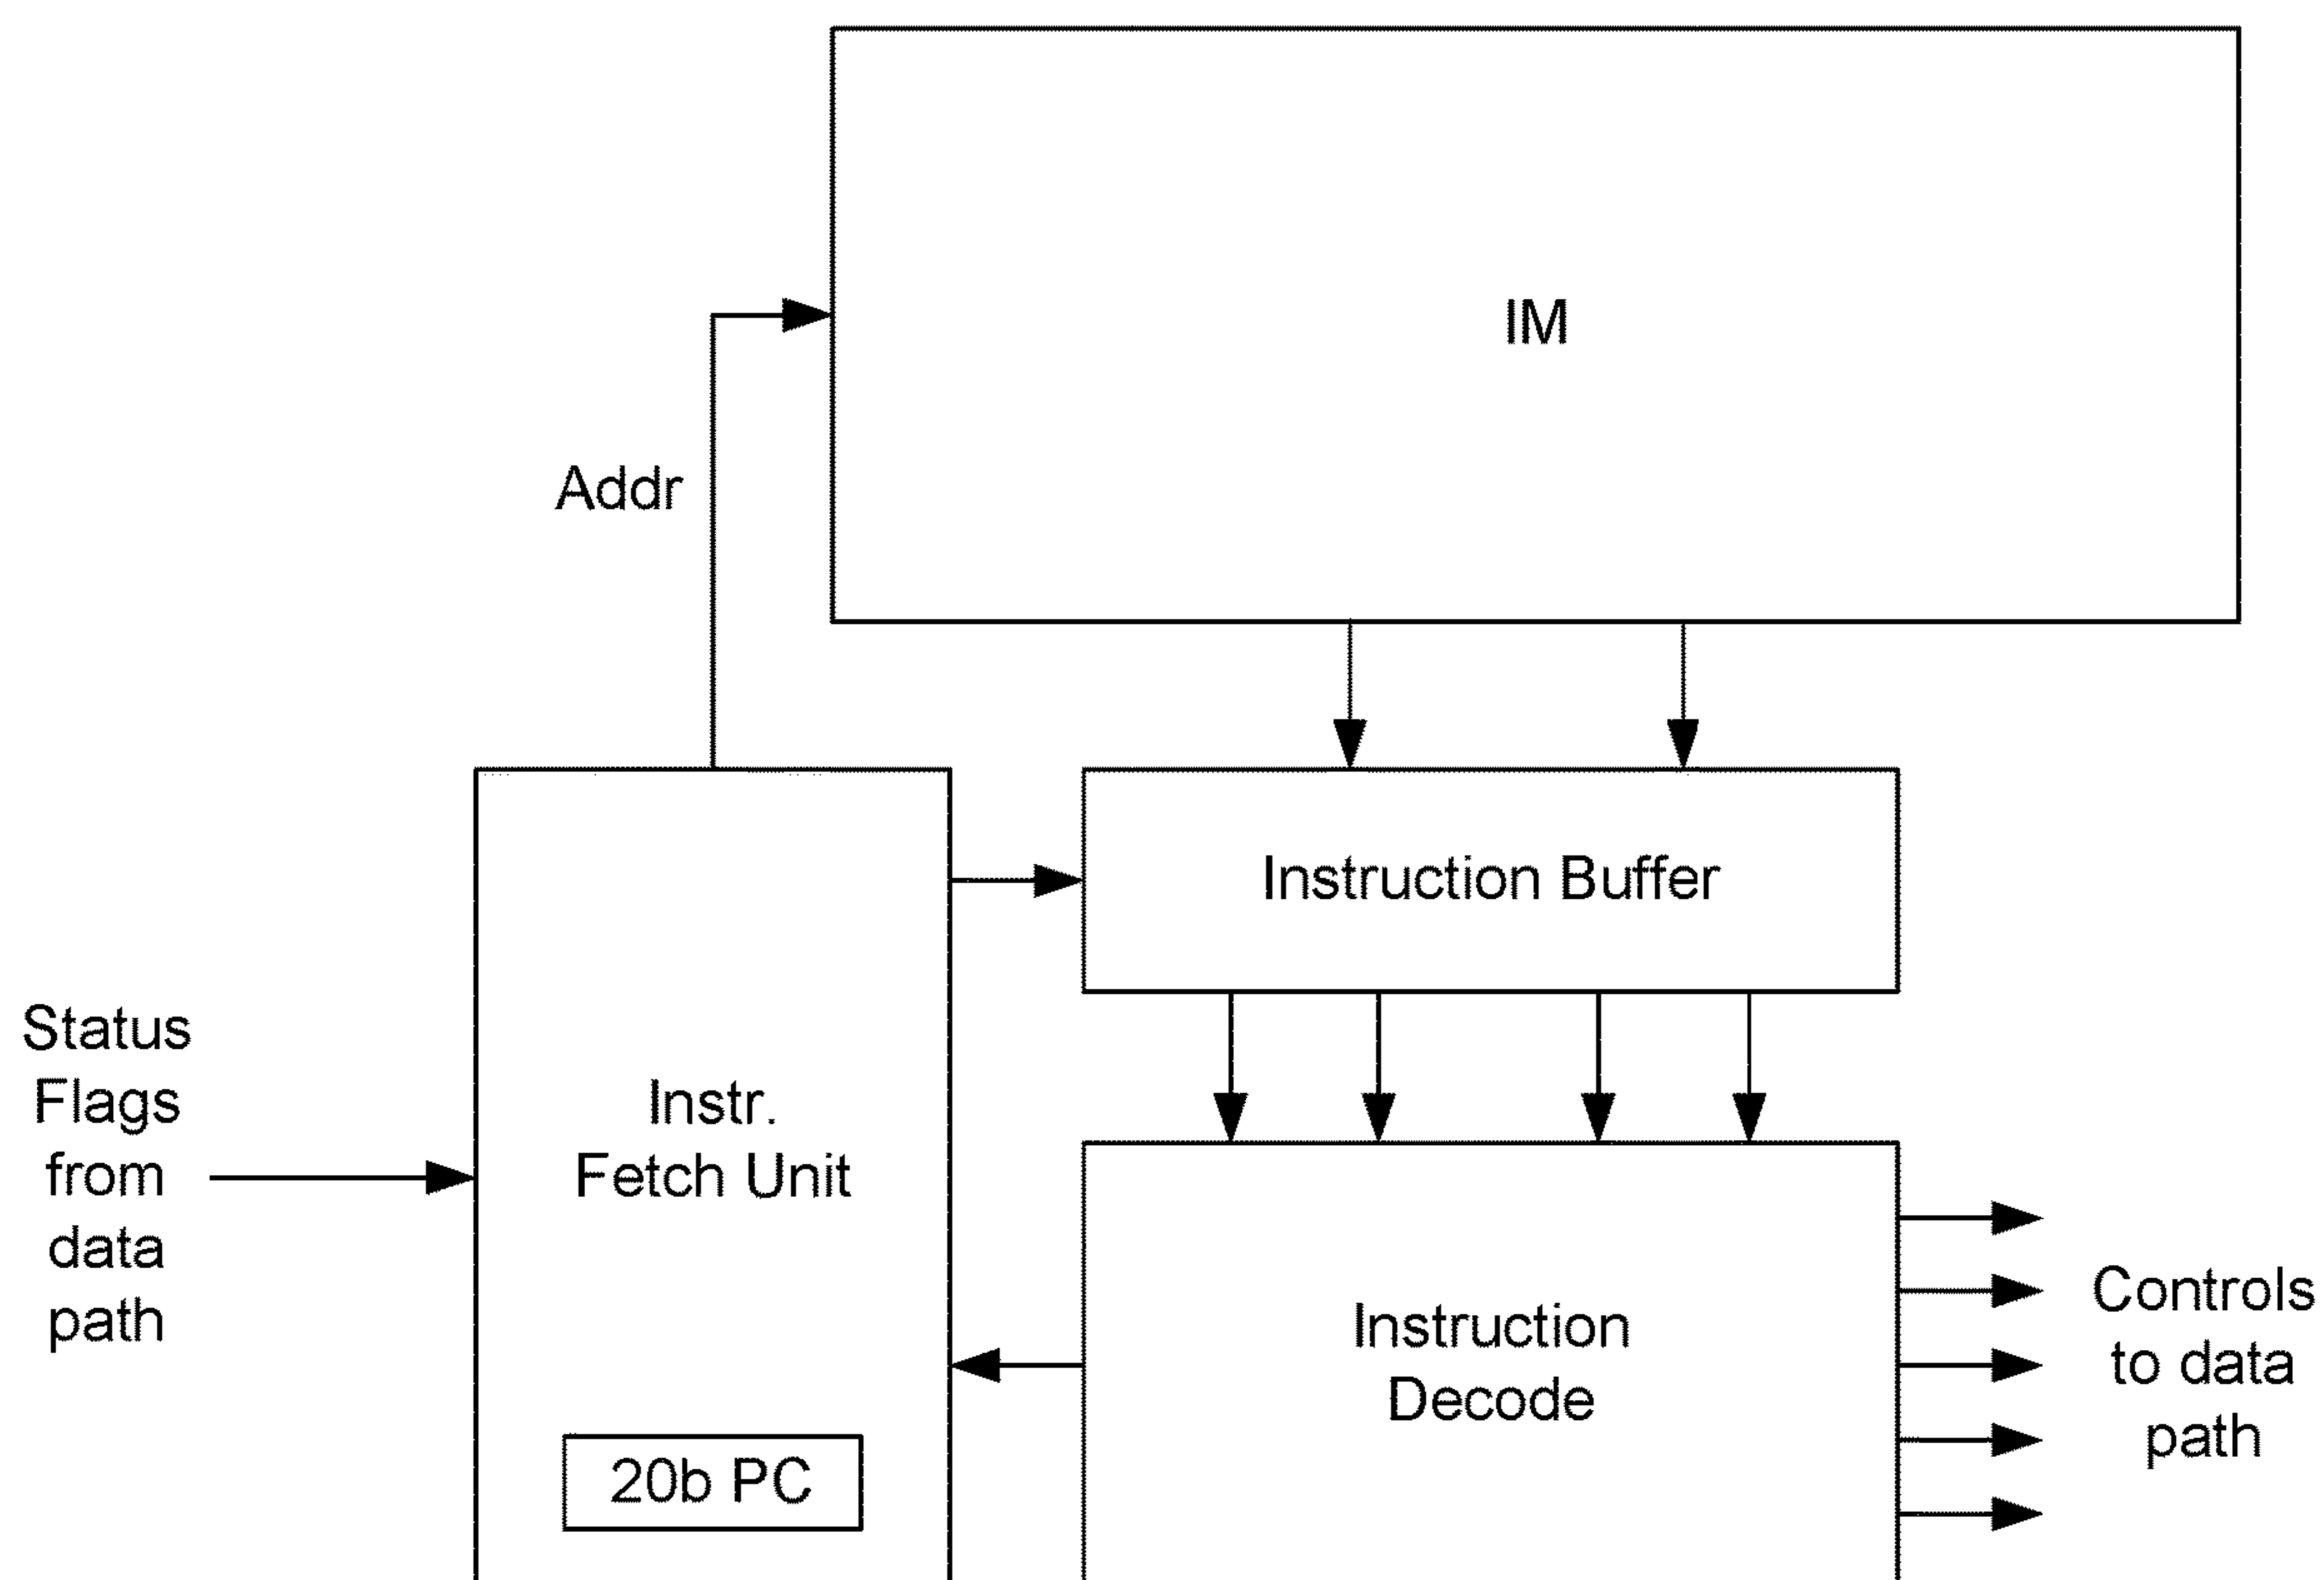 IM
Addr
Instruction Buffer
Status
Flags
from
data
path
Instr.
Fetch Unit
20b PC
Instruction
Decode
Controls
to data
path